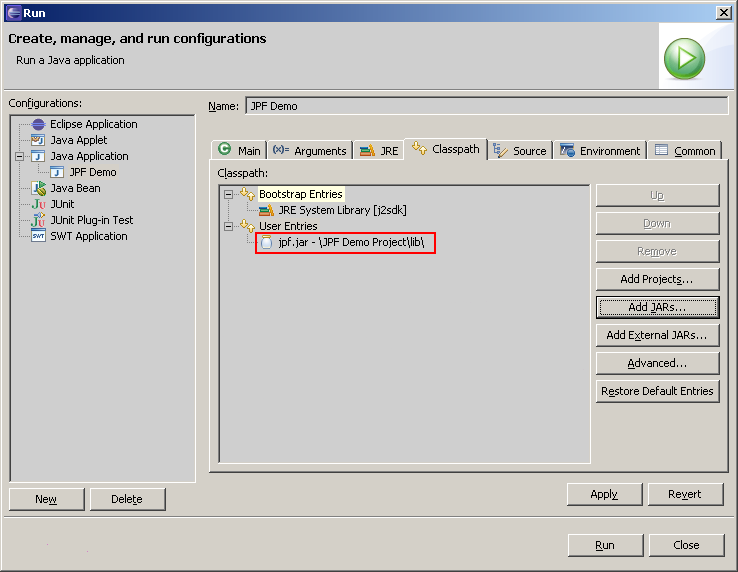 Run
Create, manage, and run configurations
Run a Java application
Configurations:
Eclipse Application
Java Applet
Java Application
JPF Demo
Java Bean
JUnit
JUnit Plug-in Test
SWT Application
New
Delete
Name: JPF Demo
Main (x)= Arguments JRE Classpath Source Environment Common
Classpath:
Bootstrap Entries
JRE System Library [j2sdk]
User Entries
jpf.jar - \JPF Demo Project\lib\
Up
Down
Remove
Add Projects...
Add JARs...
Add External JARs...
Advanced...
Restore Default Entries
Apply
Revert
Run
Close